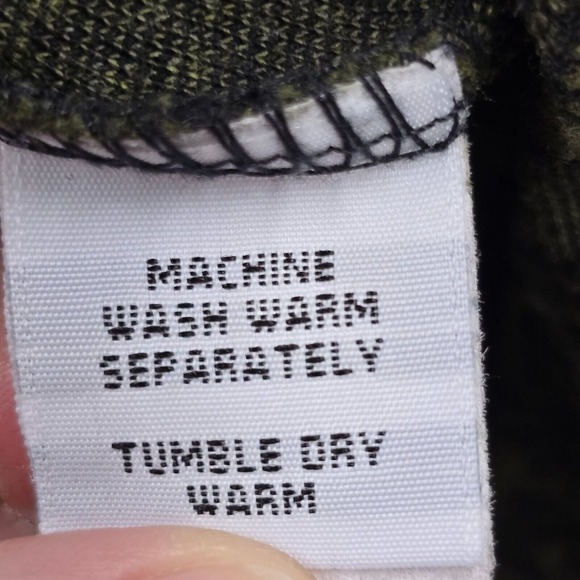 MACHINE
WASH WARM
SEPARATELY
TUMBLE DRY
WARM